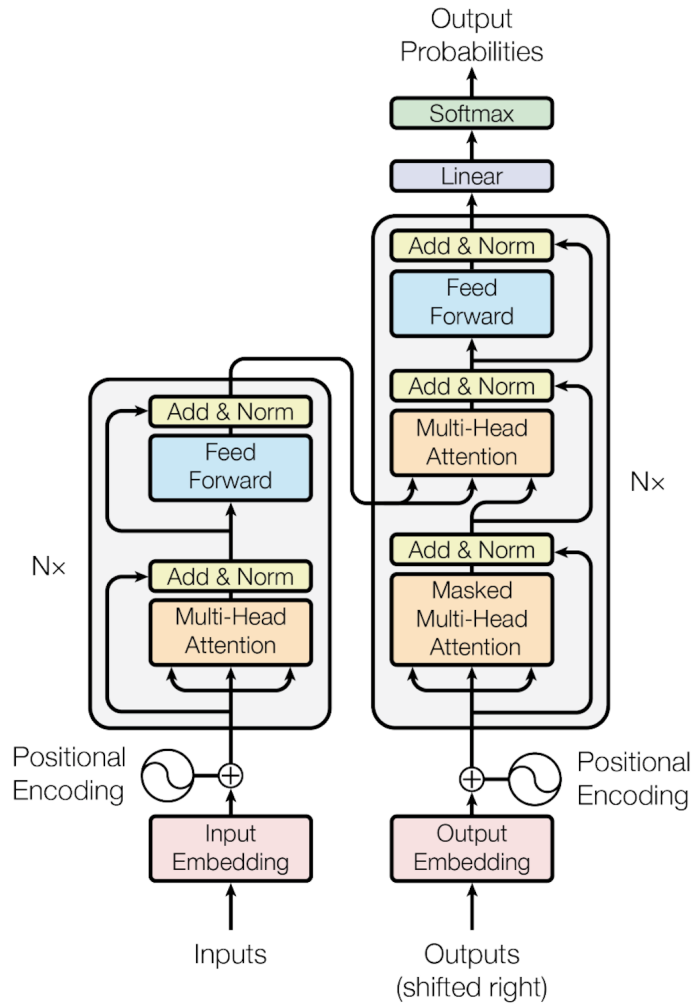 Output
Probabilities
Softmax
Linear
Add & Norm
Feed
Forward
Add & Norm
Multi-Head
Attention
Add & Norm
Masked
Multi-Head
Attention
Nx
Add & Norm
Feed
Forward
Add & Norm
Multi-Head
Attention
Nx
Positional
Encoding
Positional
Encoding
Input
Embedding
Output
Embedding
Inputs
Outputs
(shifted right)